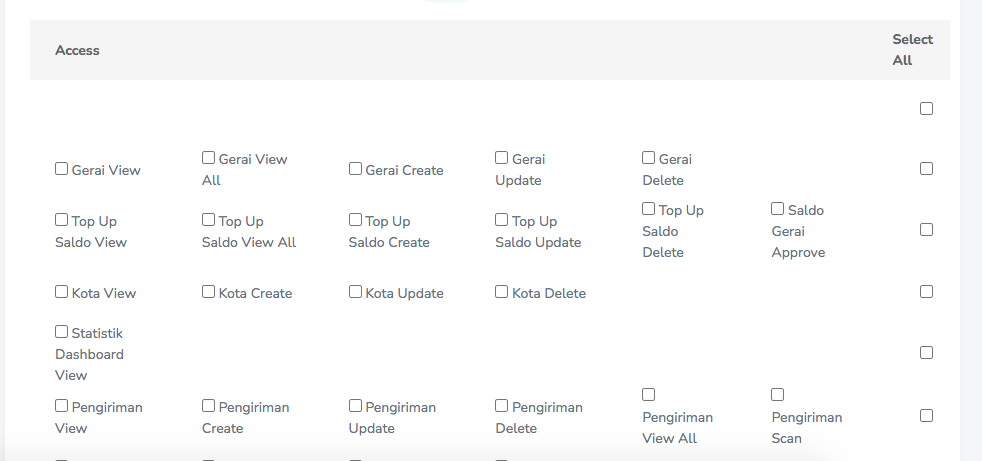 Access
Select
All
Gerai View
Gerai View
All
Gerai Create
Gerai
Update
Gerai
Delete
Top Up
Saldo View
Top Up
Saldo View All
Top Up
Saldo Create
Top Up
Saldo Update
Top Up
Saldo
Delete
Saldo
Gerai
Approve
Kota View
Kota Create
Kota Update
Kota Delete
Statistik
Dashboard
View
Pengiriman
View
Pengiriman
Create
Pengiriman
Update
Pengiriman
Delete
Pengiriman
View All
Pengiriman
Scan